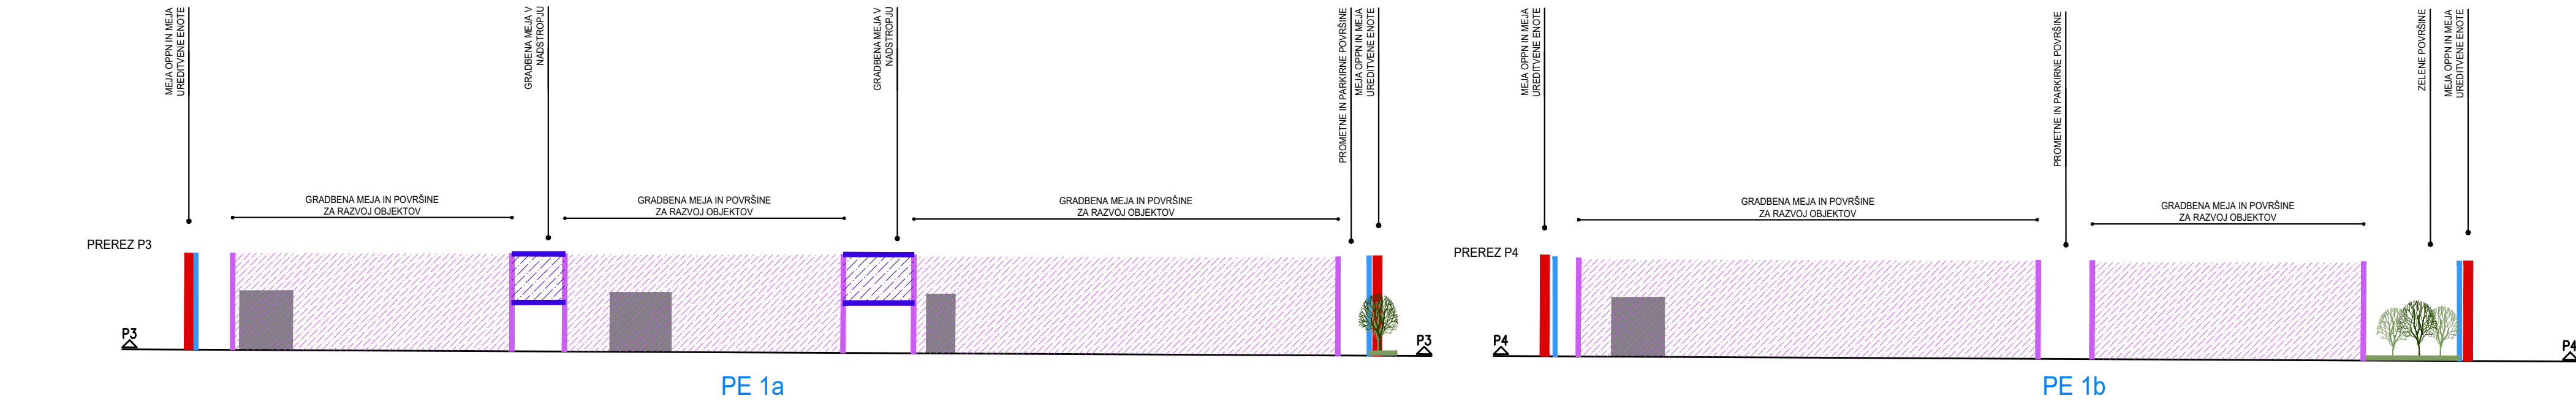 MEJA OPPN IN MEJA
UREDITVENE ENOTE
GRADBENA MEJA V
NADSTROPJU
GRADBENA MEJA V
NADSTROPJU
PROMETNE IN PARKIRNE POVRŠINE
MEJA OPPN IN MEJA
UREDITVENE ENOTE
GRADBENA MEJA IN POVRŠINE
ZA RAZVOJ OBJEKTOV
GRADBENA MEJA IN POVRŠINE
ZA RAZVOJ OBJEKTOV
GRADBENA MEJA IN POVRŠINE
ZA RAZVOJ OBJEKTOV
PREREZ P3
P3
P3
PE 1a
MEJA OPPN IN MEJA
UREDITVENE ENOTE
PROMETNE IN PARKIRNE POVRŠINE
ZELENE POVRŠINE
MEJA OPPN IN MEJA
UREDITVENE ENOTE
GRADBENA MEJA IN POVRŠINE
ZA RAZVOJ OBJEKTOV
GRADBENA MEJA IN POVRŠINE
ZA RAZVOJ OBJEKTOV
PREREZ P4
P4
P4
PE 1b